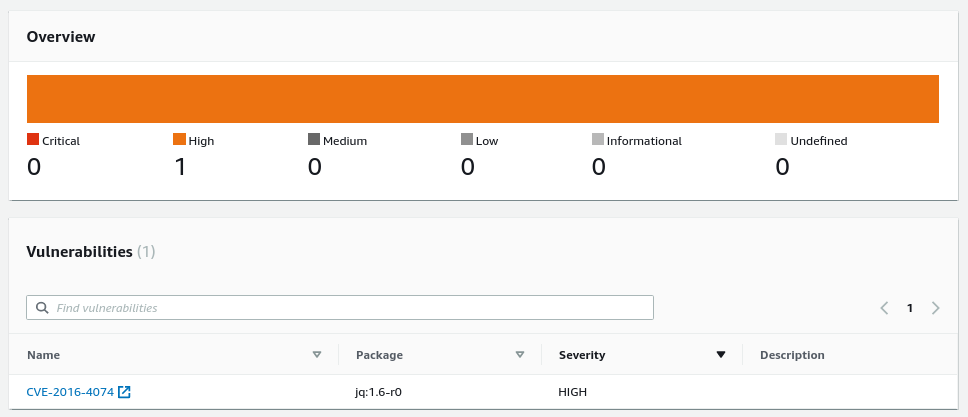 Overview
Critical High Medium Low Informational Undefined
0 1 0 0 0 0
Vulnerabilities (1)
Find vulnerabilities 1
Name Package Severity Description
CVE-2016-4074 jq:1.6-r0 HIGH